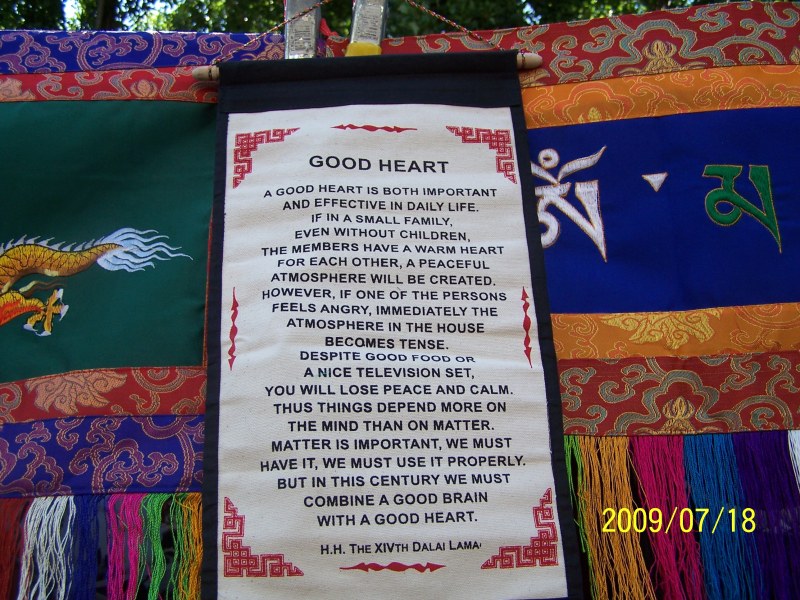 GOOD HEART
A GOOD HEART IS BOTH IMPORTANT
AND EFFECTIVE IN DAILY LIFE.
IF IN A SMALL FAMILY,
EVEN WITHOUT CHILDREN,
THE MEMBERS HAVE A WARM HEART
FOR EACH OTHER, A PEACEFUL
ATMOSPHERE WILL BE CREATED.
HOWEVER, IF ONE OF THE PERSONS
FEELS ANGRY, IMMEDIATELY THE
ATMOSPHERE IN THE HOUSE
BECOMES TENSE.
DESPITE GOOD FOOD OR
A NICE TELEVISION SET,
YOU WILL LOSE PEACE AND CALM.
THUS THINGS DEPEND MORE ON
THE MIND THAN ON MATTER.
MATTER IS IMPORTANT, WE MUST
HAVE IT, WE MUST USE IT PROPERLY.
BUT IN THIS CENTURY WE MUST
COMBINE A GOOD BRAIN
WITH A GOOD HEART.
H.H. THE XIVTH DALAI LAMA
ཨོཾ་མ
2009/07/18